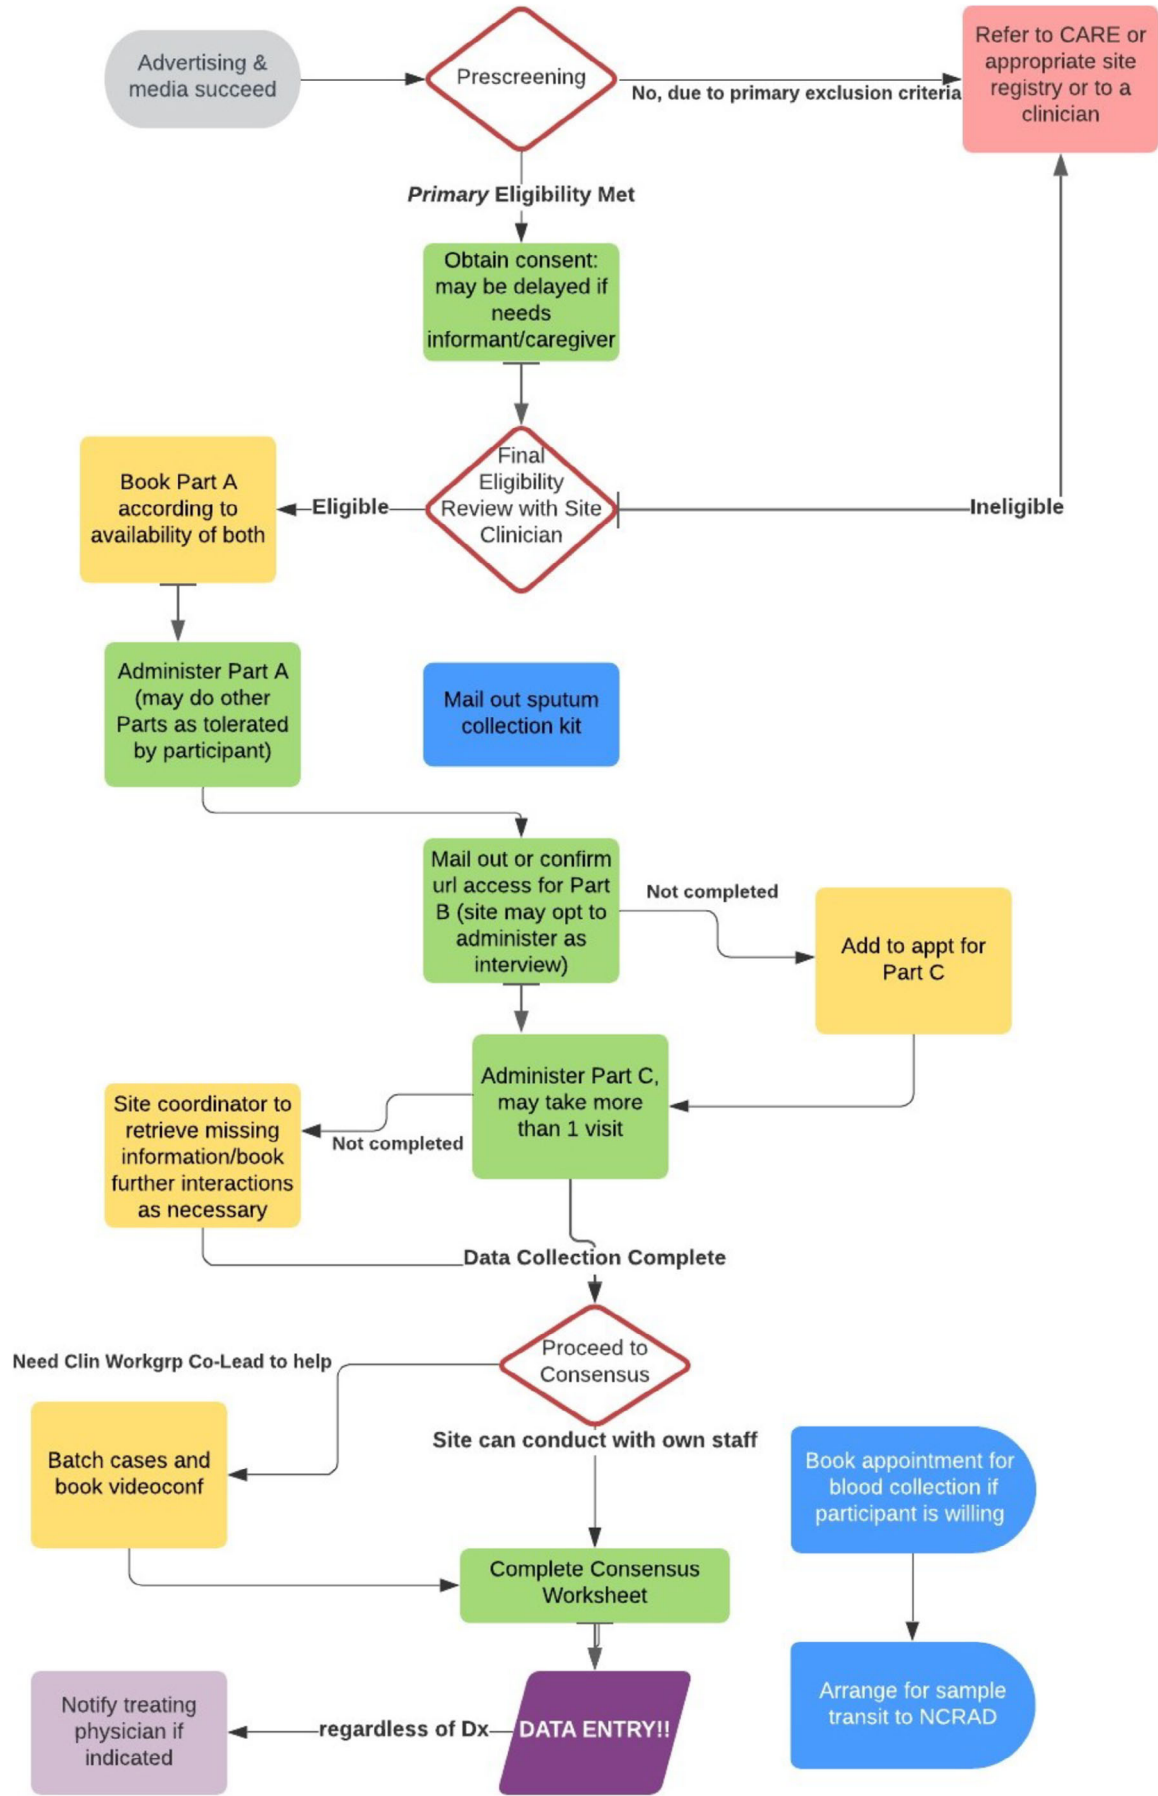 Advertising &
media succeed
Prescreening
No, due to primary exclusion criteria
Refer to CARE or
appropriate site
registry or to a
clinician
Primary Eligibility Met
Obtain consent:
may be delayed if
needs
informant/caregiver
Final
Eligibility
Review with Site
Clinician
Eligible
Ineligible
Book Part A
according to
availability of both
Administer Part A
(may do other
Parts as tolerated
by participant)
Mail out sputum
collection kit
Mail out or confirm
url access for Part
B (site may opt to
administer as
interview)
Not completed
Add to appt for
Part C
Administer Part C,
may take more
than 1 visit
Not completed
Site coordinator to
retrieve missing
information/book
further interactions
as necessary
Data Collection Complete
Proceed to
Consensus
Need Clin Workgrp Co-Lead to help
Batch cases and
book videoconf
Site can conduct with own staff
Book appointment for
blood collection if
participant is willing
Complete Consensus
Worksheet
Arrange for sample
transit to NCRAD
DATA ENTRY!!
regardless of Dx
Notify treating
physician if
indicated